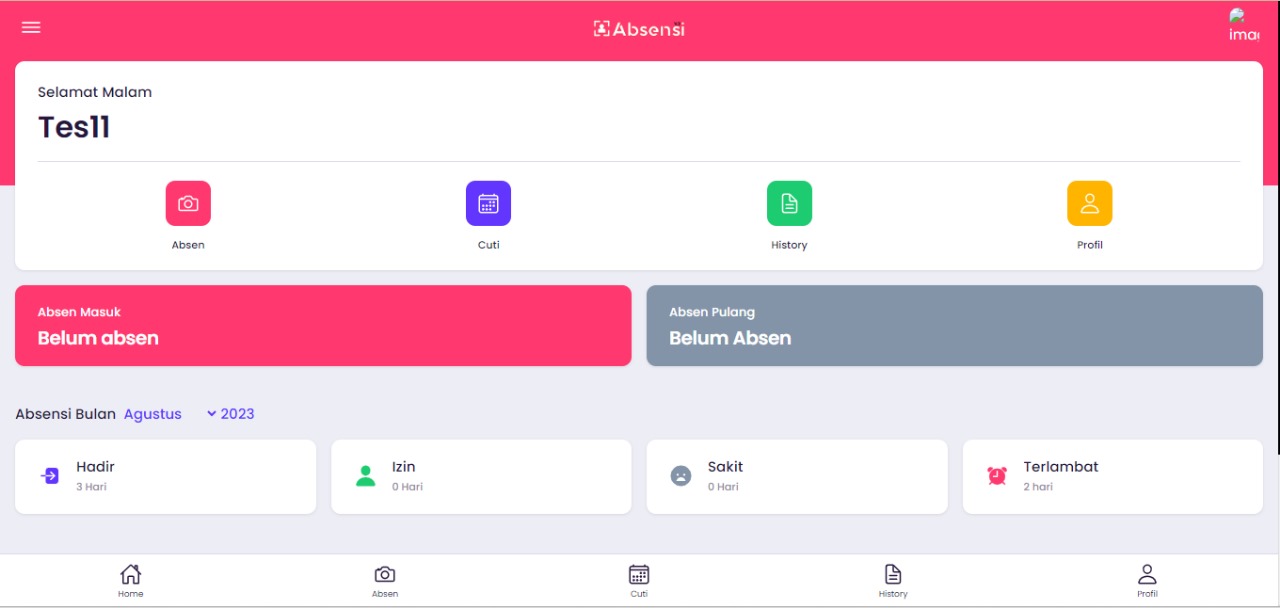 Absensi
ima
Selamat Malam
Tes11
Absen
Cuti
History
Profil
Absen Masuk
Belum absen
Absen Pulang
Belum Absen
Absensi Bulan Agustus 2023
Hadir
3 Hari
Izin
0 Hari
Sakit
0 Hari
Terlambat
2 hari
Home
Absen
Cuti
History
Profil